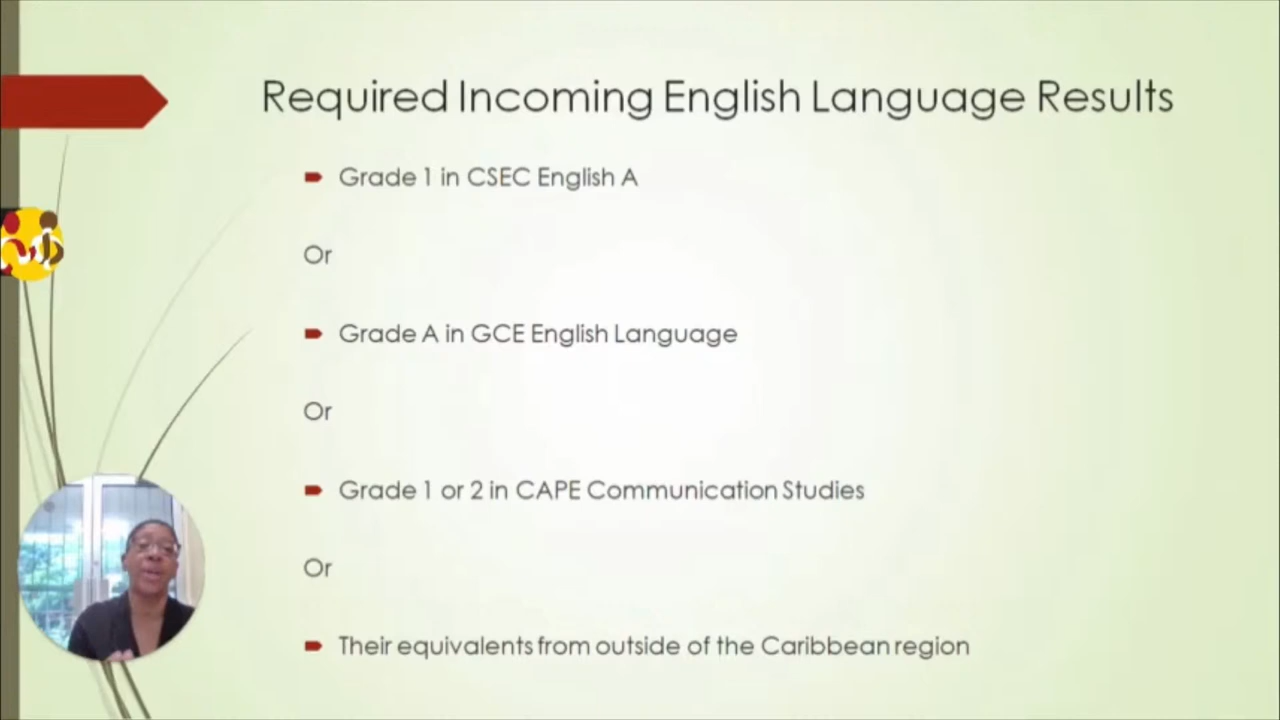 Required Incoming English Language Results
Grade 1 in CSEC English A
Or
Grade A in GCE English Language
Or
Grade 1 or 2 in CAPE Communication Studies
Or
Their equivalents from outside of the Caribbean region